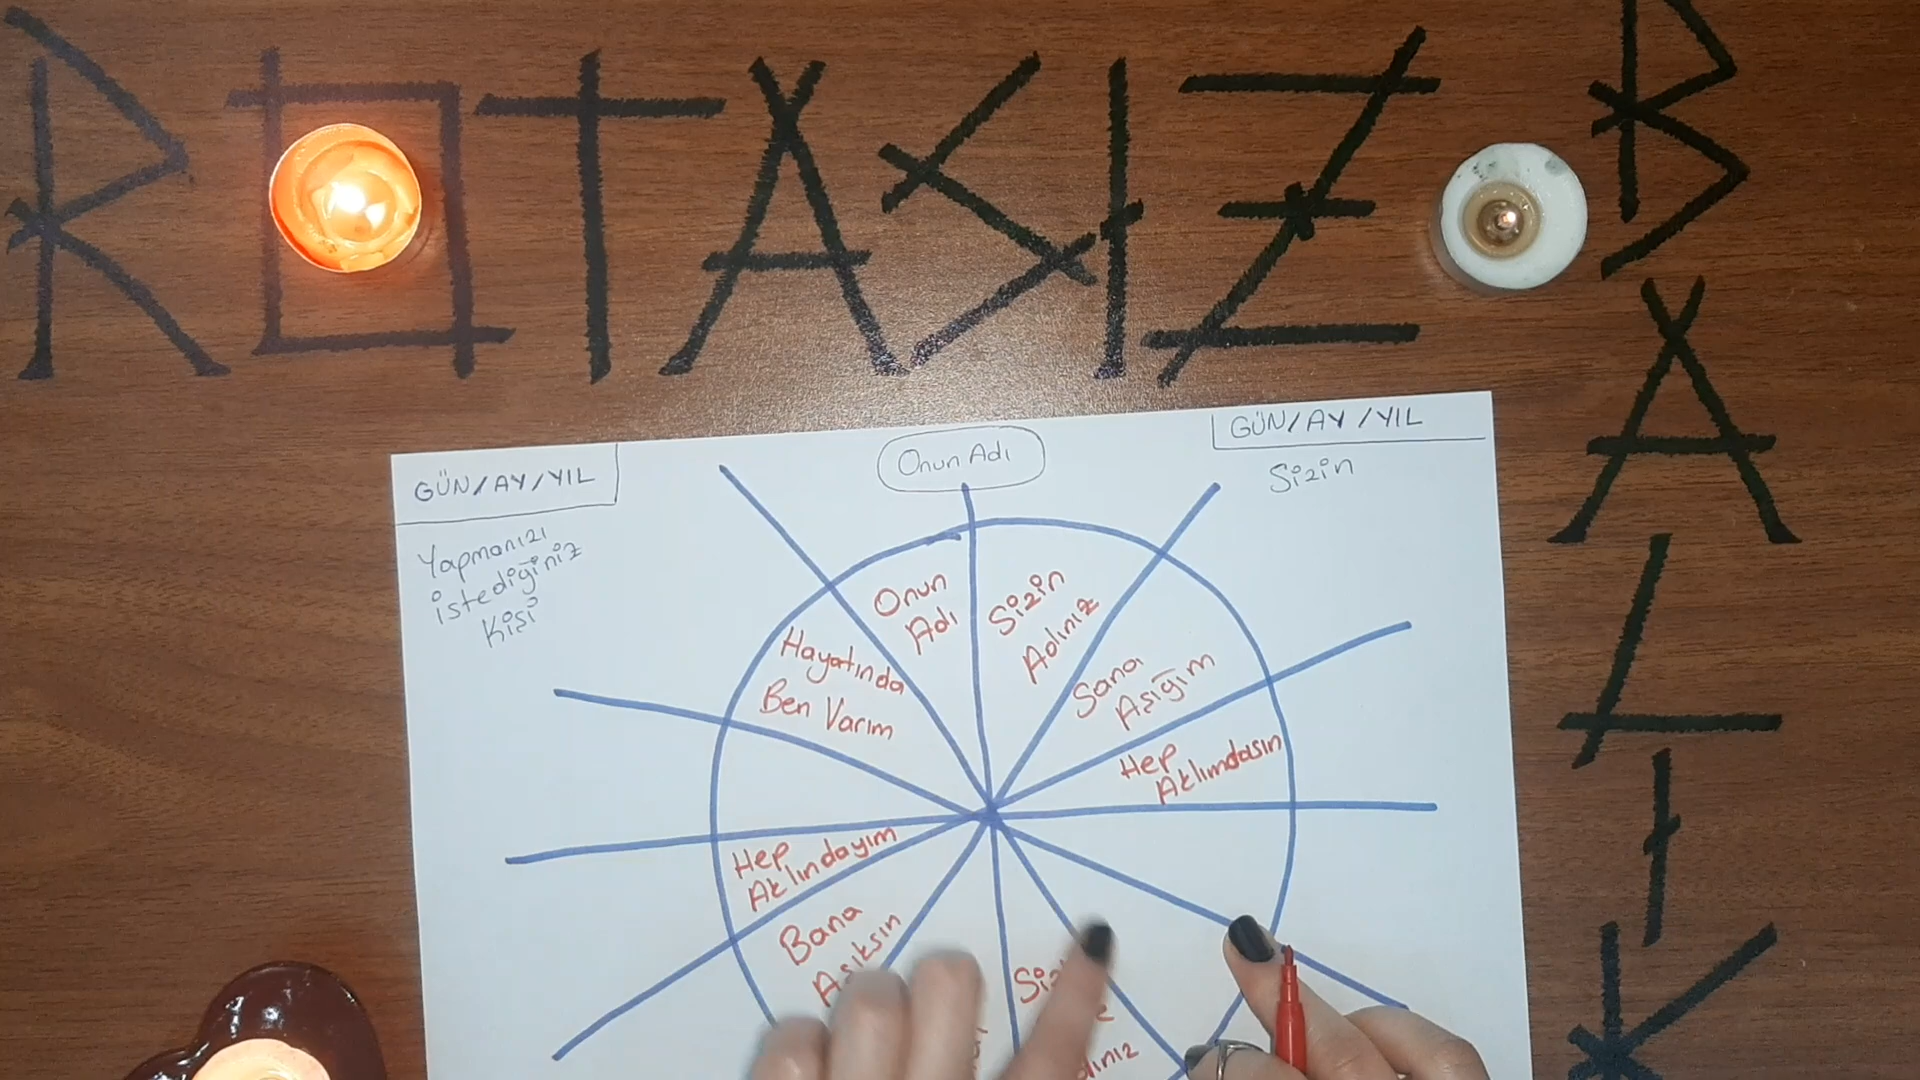 ROTASIZ
BALIK
GÜN/AY/YIL
Onun Adı
GÜN/AY/YIL
Sizin
Yapmanızı
istediğiniz
Kişi
Onun
Adı
Sizin
Adınız
Hayatında
Ben Varım
Sana
Aşığım
Hep
Aklımdasın
Hep
Aklındayım
Bana
Aşıksın